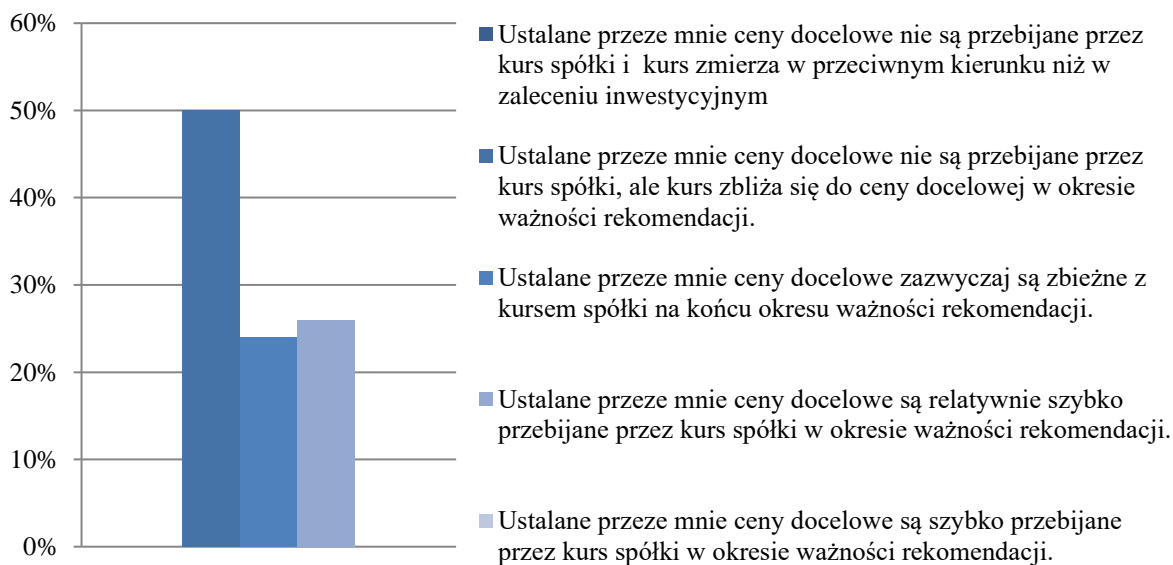 60%
50%
40%
30%
20%
10%
0%
Ustalane przeze mnie ceny docelowe nie są przebijane przez
kurs spółki i kurs zmierza w przeciwnym kierunku niż w
zaleceniu inwestycyjnym
Ustalane przeze mnie ceny docelowe nie są przebijane przez
kurs spółki, ale kurs zbliża się do ceny docelowej w okresie
ważności rekomendacji.
Ustalane przeze mnie ceny docelowe zazwyczaj są zbieżne z
kursem spółki na końcu okresu ważności rekomendacji.
Ustalane przeze mnie ceny docelowe są relatywnie szybko
przebijane przez kurs spółki w okresie ważności rekomendacji.
Ustalane przeze mnie ceny docelowe są szybko przebijane
przez kurs spółki w okresie ważności rekomendacji.